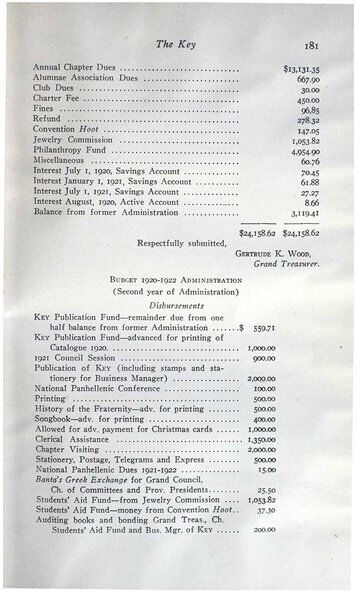 The Key 181
Annual Chapter Dues .............................. $13,131.35
Alumnae Association Dues ........................ 667.90
Club Dues ........................................ 30.00
Charter Fee ....................................... 450.00
Fines ............................................. 96.85
Refund ........................................... 278.32
Convention Hoot .................................. 147.05
Jewelry Commission .............................. 1,053.82
Philanthropy Fund ................................ 4,954.90
Miscellaneous ..................................... 60.76
Interest July 1, 1920, Savings Account .............. 70.45
Interest January 1, 1921, Savings Account ........... 61.88
Interest July 1, 1921, Savings Account .............. 27.27
Interest August, 1920, Active Account ............... 8.66
Balance from former Administration .............. 3,119.41
$24,158.62 $24,158.62
Respectfully submitted,
GERTRUDE K. WOOD,
Grand Treasurer.
BUDGET 1920-1922 ADMINISTRATION
(Second year of Administration)
Disbursements
KEY Publication Fund—remainder due from one
half balance from former Administration .......$ 559.71
KEY Publication Fund—advanced for printing of
Catalogue 1920. ................................ 1,000.00
1921 Council Session .............................. 900.00
Publication of KEY (including stamps and sta-
tionery for Business Manager) ................. 2,000.00
National Panhellenic Conference ................... 100.00
Printing ........................................... 500.00
History of the Fraternity—adv. for printing ........ 500.00
Songbook—adv. for printing ....................... 400.00
Allowed for adv. payment for Christmas cards ...... 1,000.00
Clerical Assistance ............................... 1,350.00
Chapter Visiting .................................. 2,000.00
Stationery, Postage, Telegrams and Express ........ 500.00
National Panhellenic Dues 1921-1922 ............... 15.00
Banta's Greek Exchange for Grand Council,
Ch. of Committees and Prov. Presidents........ 25.50
Students' Aid Fund—from Jewelry Commission .... 1,053.82
Students' Aid Fund—money from Convention Hoot.. 37.30
Auditing books and bonding Grand Treas., Ch.
Students' Aid Fund and Bus. Mgr. of KEY ...... 200.00